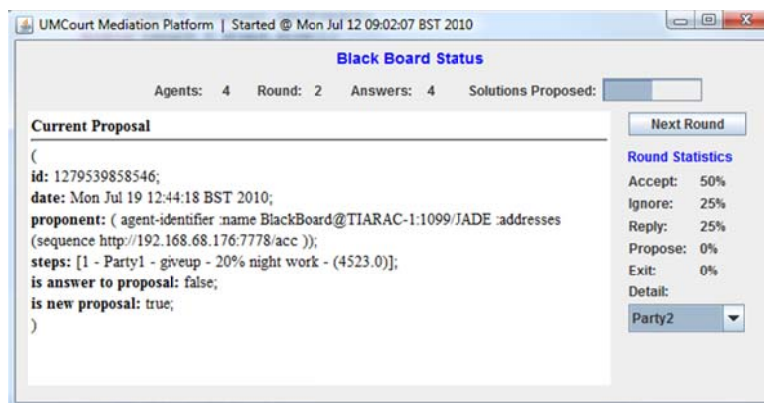 UMCourt Mediation Platform | Started @ Mon Jul 12 09:02:07 BST 2010
Black Board Status
Agents: 4 Round: 2 Answers: 4 Solutions Proposed:
Current Proposal
(
id: 1279539858546;
date: Mon Jul 19 12:44:18 BST 2010;
proponent: ( agent-identifier :name BlackBoard@TIARAC-1:1099/JADE :addresses
(sequence http://192.168.68.176:7778/acc ));
steps: [1 - Party1 - giveup - 20% night work - (4523.0)];
is answer to proposal: false;
is new proposal: true;
)
Next Round
Round Statistics
Accept: 50%
Ignore: 25%
Reply: 25%
Propose: 0%
Exit: 0%
Detail:
Party2